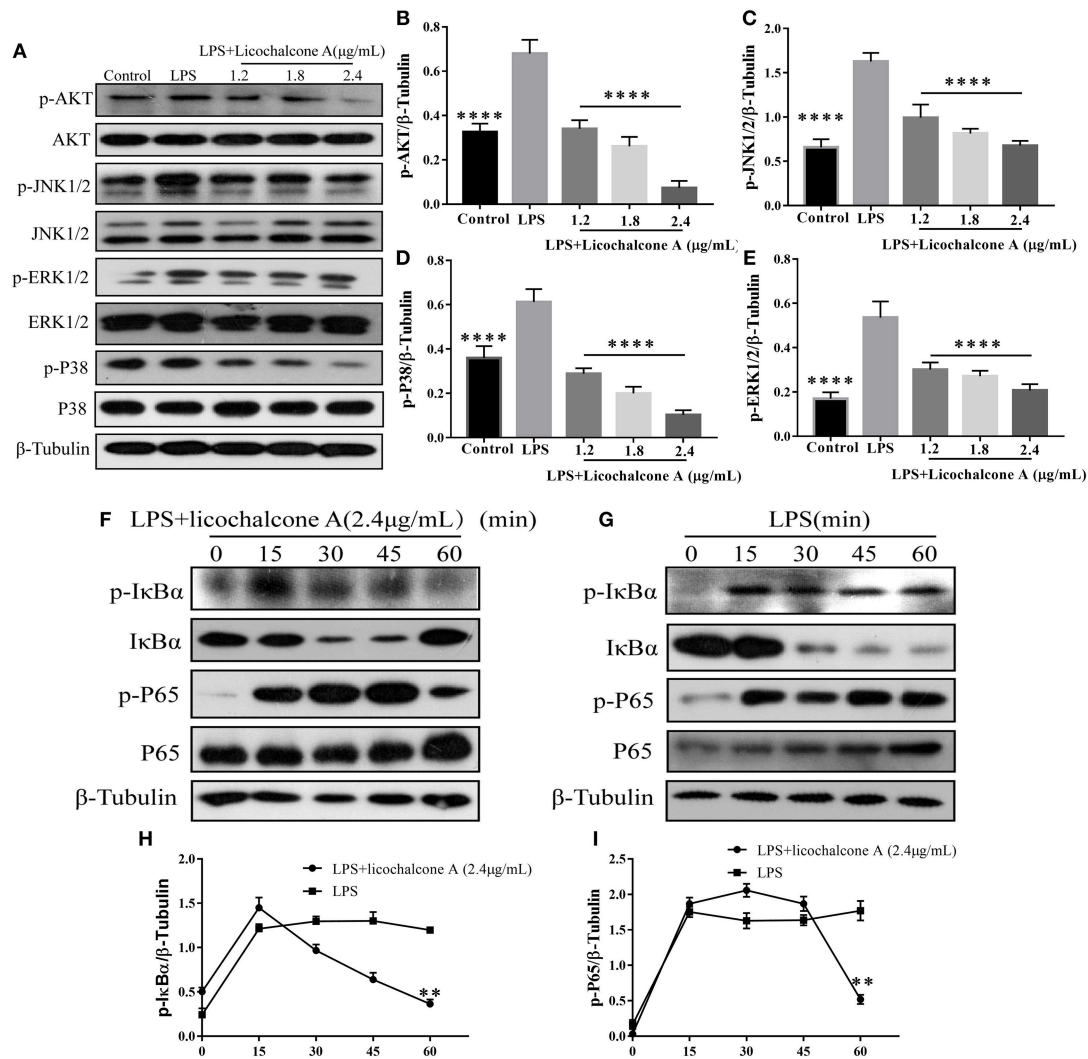 A
LPS+Licochalcone A(μg/mL)
Control LPS 1.2 1.8 2.4
p-AKT
AKT
p-JNK1/2
JNK1/2
p-ERK1/2
ERK1/2
p-P38
P38
β-Tubulin
B
p-AKT/β-Tubulin
0.8
0.6
0.4
0.2
0.0
****
****
Control LPS 1.2 1.8 2.4
LPS+Licochalcone A (μg/mL)
C
p-JNK1/2/β-Tubulin
2.0
1.5
1.0
0.5
0.0
****
****
Control LPS 1.2 1.8 2.4
LPS+Licochalcone A (μg/mL)
D
p-P38/β-Tubulin
0.8
0.6
0.4
0.2
0.0
****
****
Control LPS 1.2 1.8 2.4
LPS+Licochalcone A (μg/mL)
E
p-ERK1/2/β-Tubulin
0.8
0.6
0.4
0.2
0.0
****
****
Control LPS 1.2 1.8 2.4
LPS+Licochalcone A (μg/mL)
F LPS+licochalcone A(2.4μg/mL) (min)
0 15 30 45 60
p-IκBα
IκBα
p-P65
P65
β-Tubulin
G LPS(min)
0 15 30 45 60
p-IκBα
IκBα
p-P65
P65
β-Tubulin
H
LPS+licochalcone A (2.4μg/mL)
LPS
p-IκBα/β-Tubulin
2.0
1.5
1.0
0.5
0.0
**
0 15 30 45 60
I
LPS+licochalcone A (2.4μg/mL)
LPS
p-P65/β-Tubulin
2.5
2.0
1.5
1.0
0.5
0.0
**
0 15 30 45 60